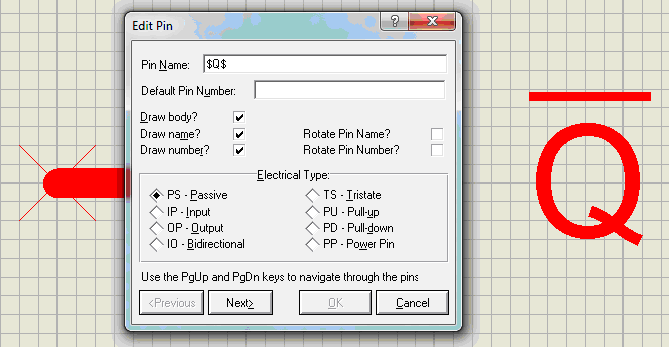 Edit Pin
?
Pin Name: $Q$
Default Pin Number:
Draw body?
Draw name? Rotate Pin Name?
Draw number? Rotate Pin Number?
Electrical Type:
PS - Passive TS - Tristate
IP - Input PU - Pull-up
OP - Output PD - Pull-down
IO - Bidirectional PP - Power Pin
Use the PgUp and PgDn keys to navigate through the pins
<Previous Next> OK Cancel
Q̅